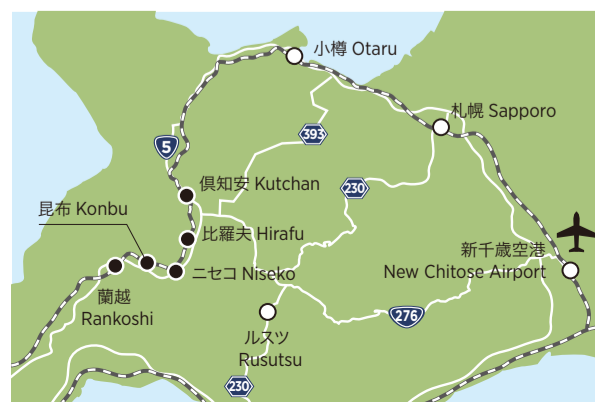 小樽 Otaru
札幌 Sapporo
393
5
倶知安 Kutchan
230
昆布 Konbu
比羅夫 Hirafu
新千歳空港
New Chitose Airport
ニセコ Niseko
蘭越
Rankoshi
276
ルスツ
Rusutsu
230